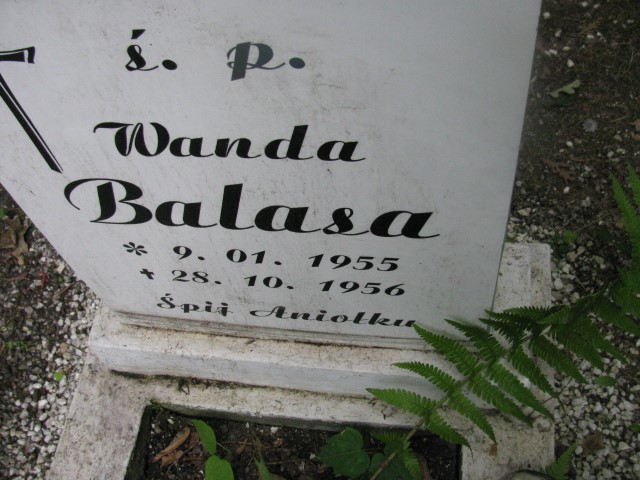 ś. p.
Wanda
Balasa
* 9. 01. 1955
✝ 28. 10. 1956
Śpij Aniołku